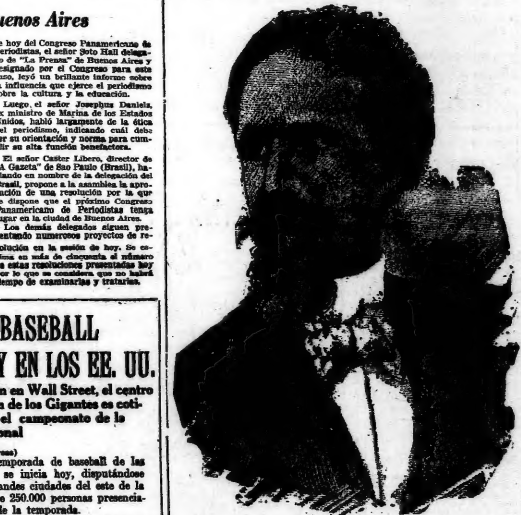 uenos Aires
e hoy del Congreso Panamericano de
eriodistas, el señor Soto Hall delega-
o de "La Prensa" de Buenos Aires y
esignado por el Congreso para este
uso, leyó un brillante informe sobre
a influencia que ejerce el periodismo
obre la cultura y la educación.
Luego, el señor Josephus Daniels,
x ministro de Marina de los Estados
Unidos, habló largamente de la ética
el periodismo, indicando cuál debe
er su orientación y norma para cum-
lir su alta función benefactora.
El señor Casper Libero, director de
A Gazeta" de Sao Paulo (Brasil), ha-
lando en nombre de la delegación del
Brasil, propone a la asamblea la apro-
ación de una resolución por la que
e dispone que el próximo Congreso
Panamericano de Periodistas tenga
ugar en la ciudad de Buenos Aires.
Los demás delegados siguen pre-
entando numerosos proyectos de re-
olución en la sesión de hoy. Se es-
ima en más de cincuenta el número
e estas resoluciones presentadas hoy
or lo que se considera que no habrá
iempo de examinarlas y tratarlas.
BASEBALL
Y EN LOS EE. UU.
n en Wall Street, el centro
n de los Gigantes es coti-
el campeonato de la
onal
emporada de baseball de las
se inicia hoy, disputándose
andes ciudades del este de la
e 250.000 personas presencia-
de la temporada.